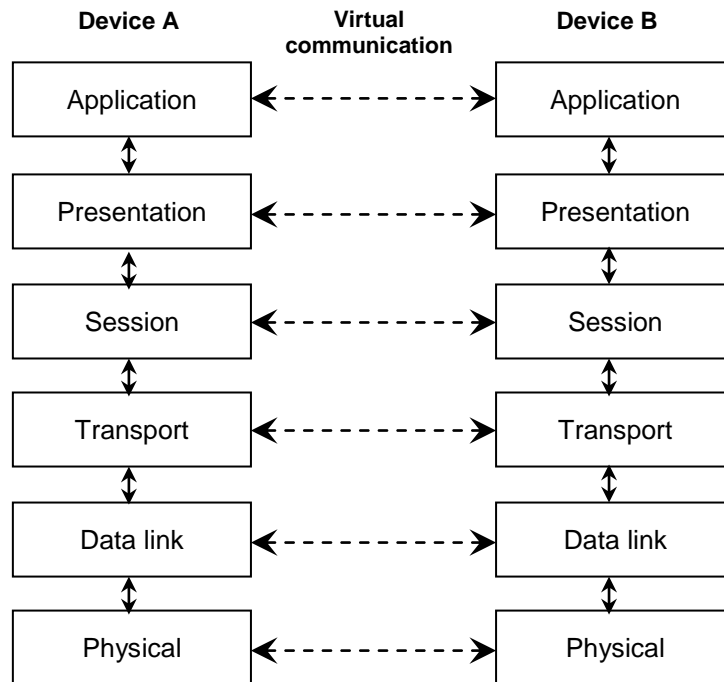 Device A
Virtual
communication
Device B
Application
Application
Presentation
Presentation
Session
Session
Transport
Transport
Data link
Data link
Physical
Physical